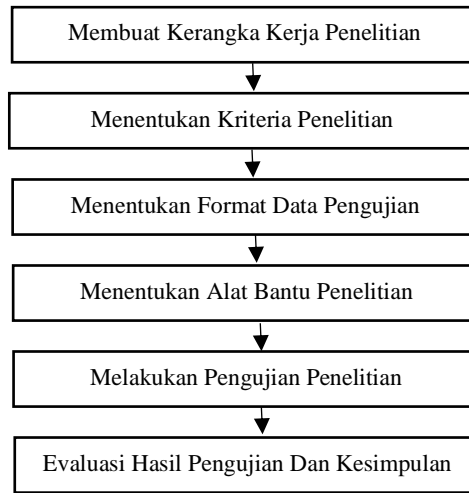 Membuat Kerangka Kerja Penelitian
Menentukan Kriteria Penelitian
Menentukan Format Data Pengujian
Menentukan Alat Bantu Penelitian
Melakukan Pengujian Penelitian
Evaluasi Hasil Pengujian Dan Kesimpulan